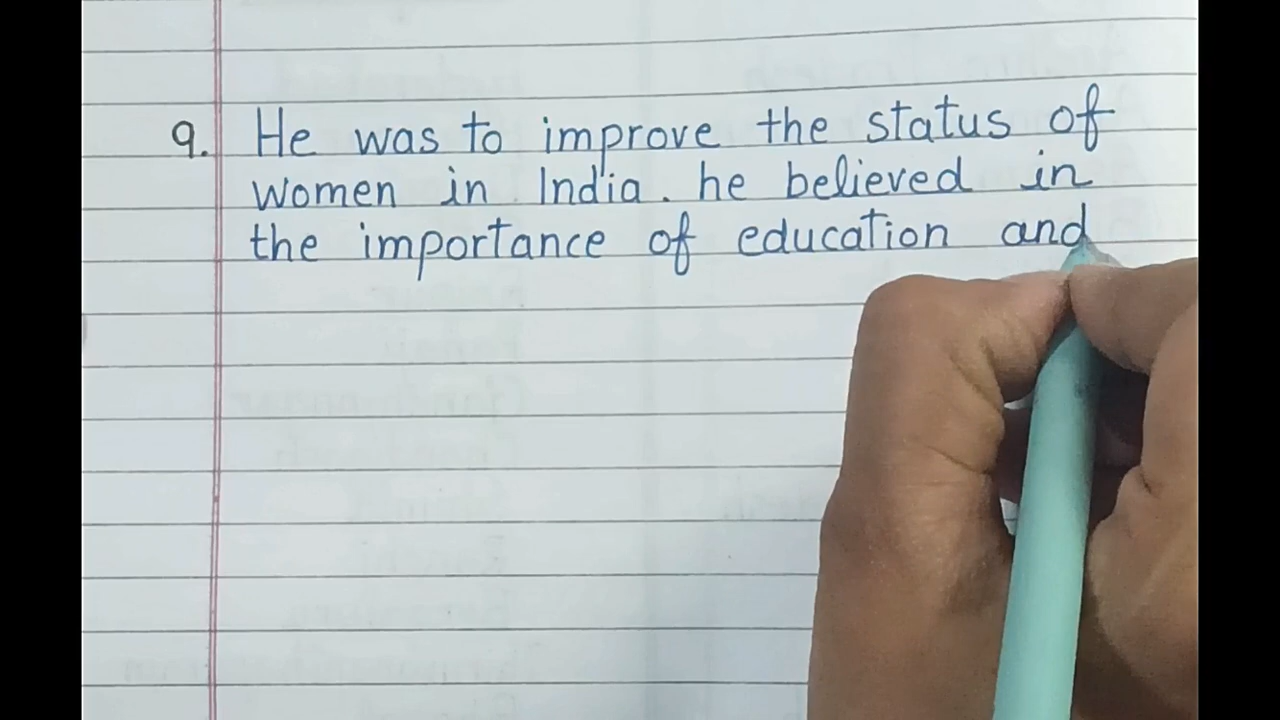 9. He was to improve the status of
women in India. he believed in
the importance of education and